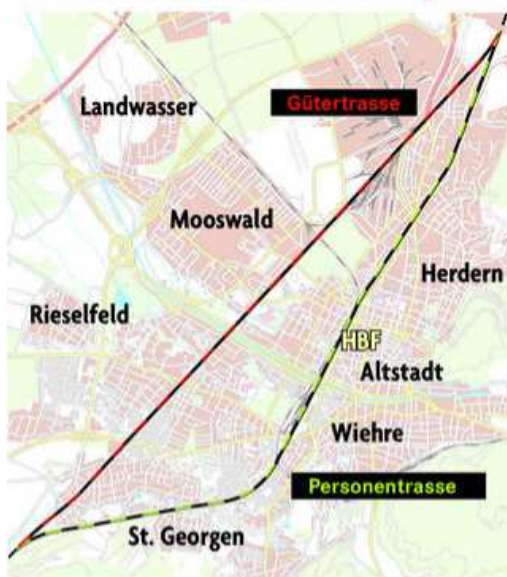 Landwasser
Gütertrasse
Mooswald
Herdern
Rieselfeld
HBF
Altstadt
Wiehre
Personentrasse
St. Georgen